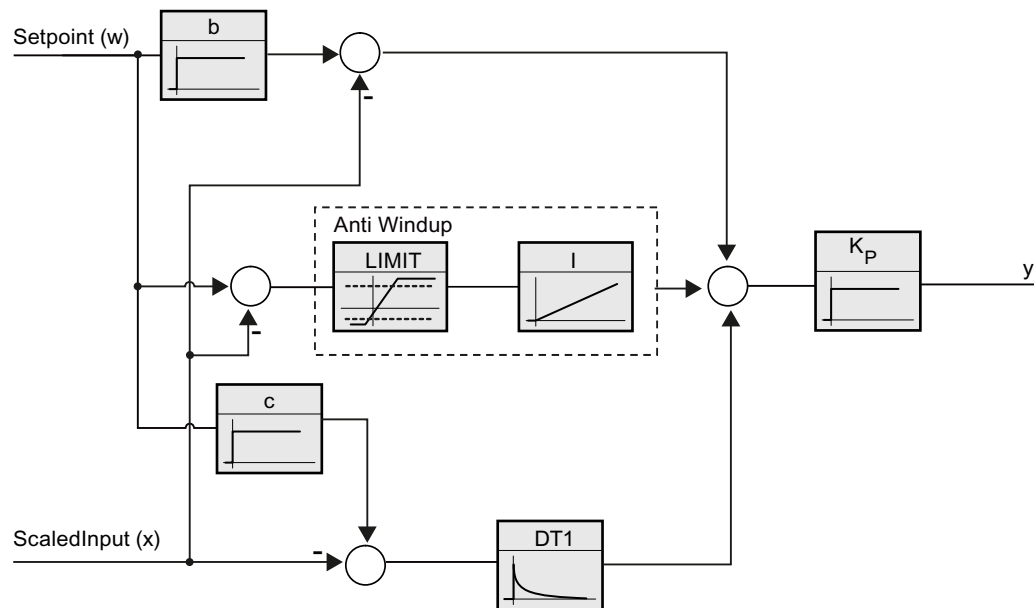 Setpoint (w)
b
-
Anti Windup
LIMIT
I
K_P
y
-
c
ScaledInput (x)
-
DT1